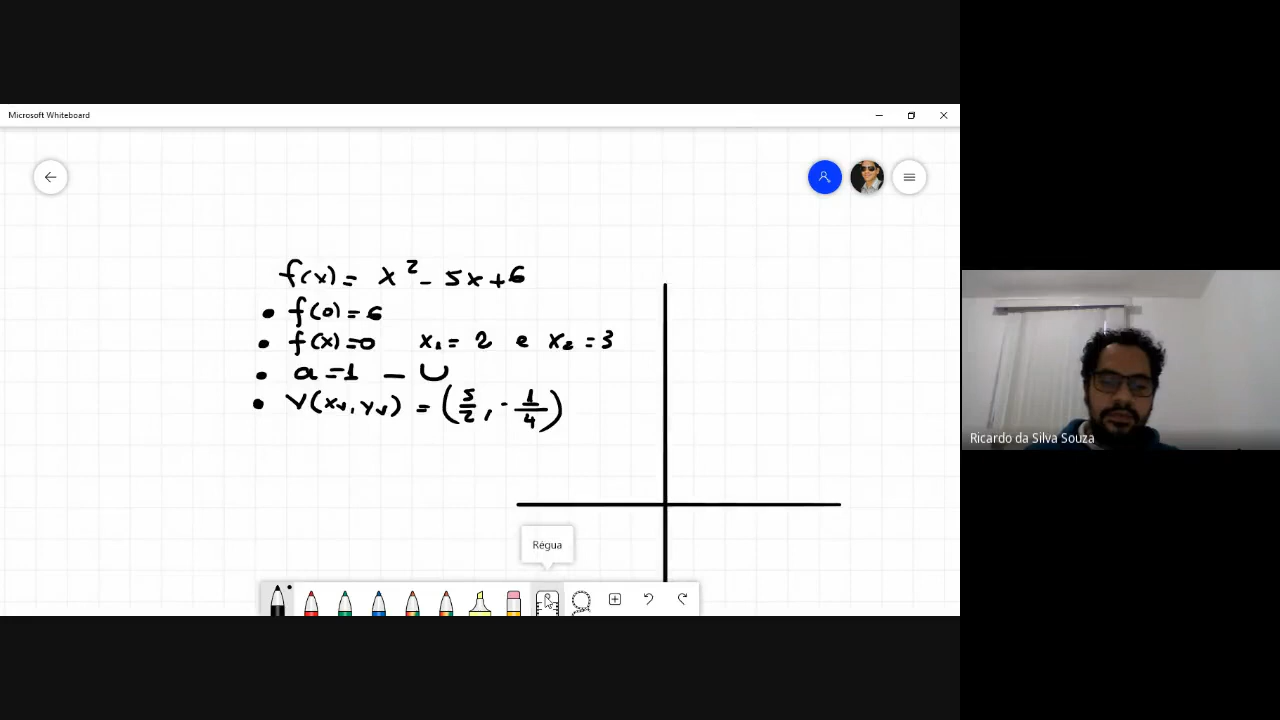 Microsoft Whiteboard
f(x) = x² - 5x + 6
• f(0) = 6
• f(x) = 0 x₁ = 2 e x₂ = 3
• a = 1 — ∪
• V(xᵥ, yᵥ) = (5/2, -1/4)
Régua
Ricardo da Silva Souza